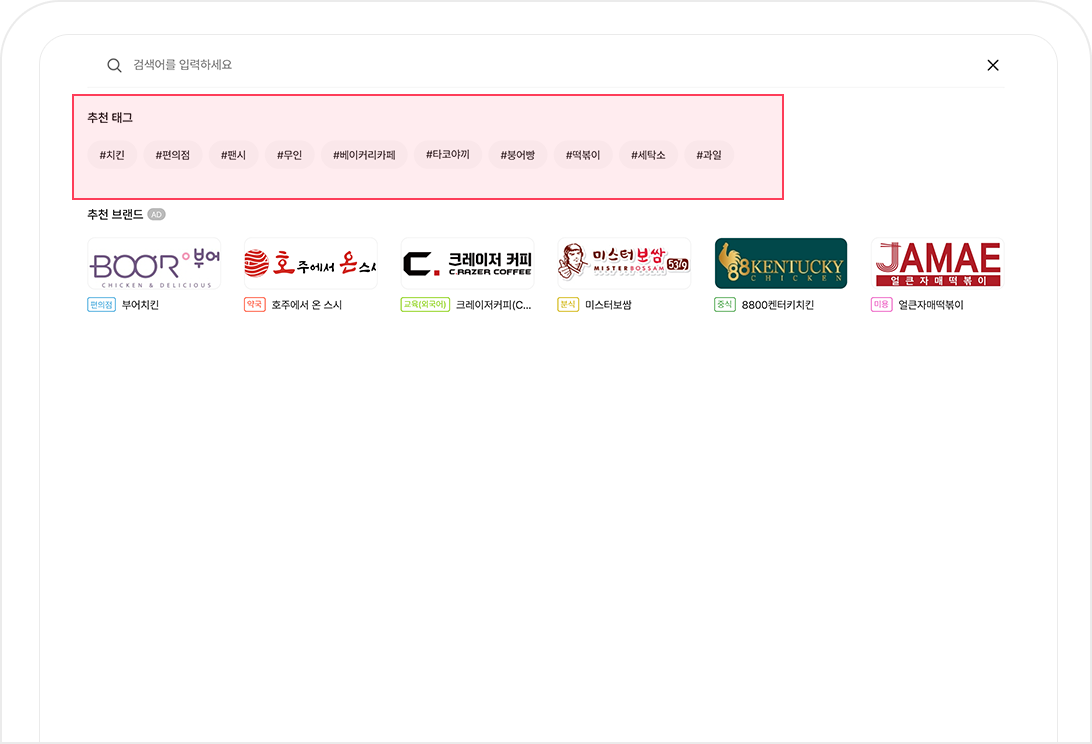 검색어를 입력하세요
추천 태그
#치킨 #편의점 #팬시 #무인 #베이커리카페 #타코야끼 #붕어빵 #떡볶이 #세탁소 #과일
추천 브랜드 AD
BOOR 부어
CHICKEN & DELICIOUS
호주에서 온스시
C. 크레이저 커피
C.RAZER COFFEE
미스터보쌈
MISTERBOSSAM 5379
88 KENTUCKY
CHICKEN
JAMAE
얼큰자매떡볶이
편의점 부어치킨
약국 호주에서 온 스시
교육(외국어) 크레이저커피(C...
분식 미스터보쌈
중식 8800켄터키치킨
미용 얼큰자매떡볶이